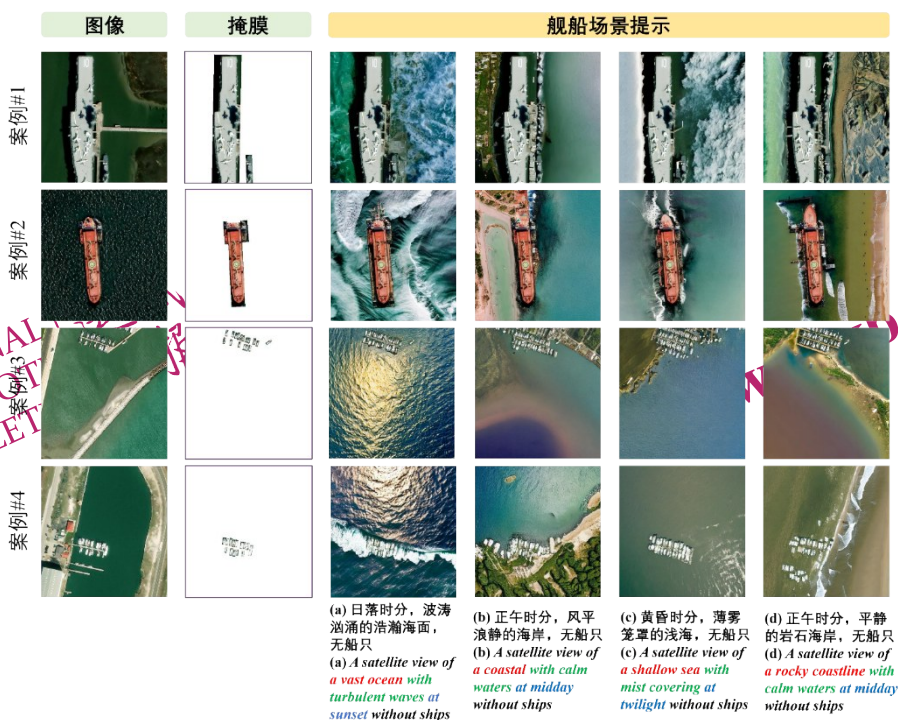 图像
掩膜
舰船场景提示
案例#1
案例#2
案例#3
案例#4
(a) 日落时分，波涛
汹涌的浩瀚海面，
无船只
(a) A satellite view of
a vast ocean with
turbulent waves at
sunset without ships
(b) 正午时分，风平
浪静的海岸，无船只
(b) A satellite view of
a coastal with calm
waters at midday
without ships
(c) 黄昏时分，薄雾
笼罩的浅海，无船只
(c) A satellite view of
a shallow sea with
mist covering at
twilight without ships
(d) 正午时分，平静
的岩石海岸，无船只
(d) A satellite view of
a rocky coastline with
calm waters at midday
without ships